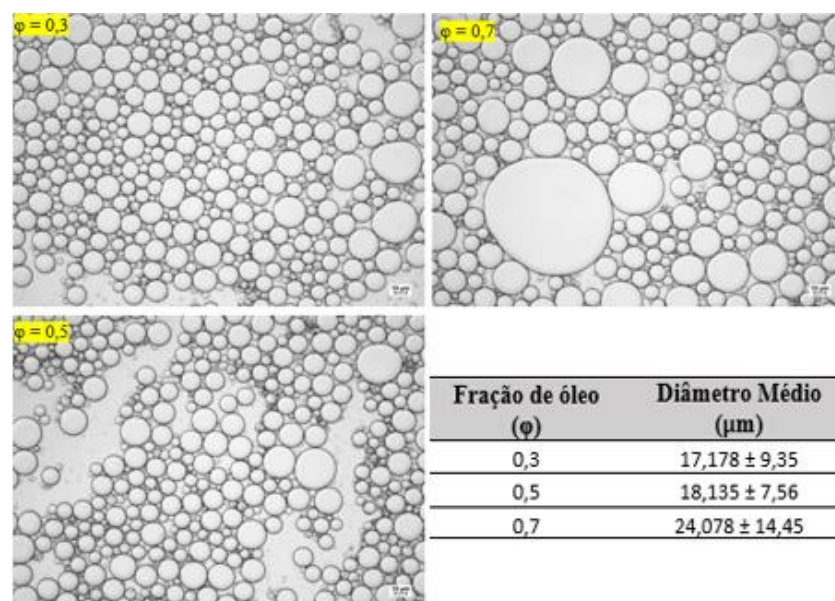 φ = 0,3
φ = 0,7
φ = 0,5
Fração de óleo (φ) Diâmetro Médio (μm)
0,3 17,178 ± 9,35
0,5 18,135 ± 7,56
0,7 24,078 ± 14,45